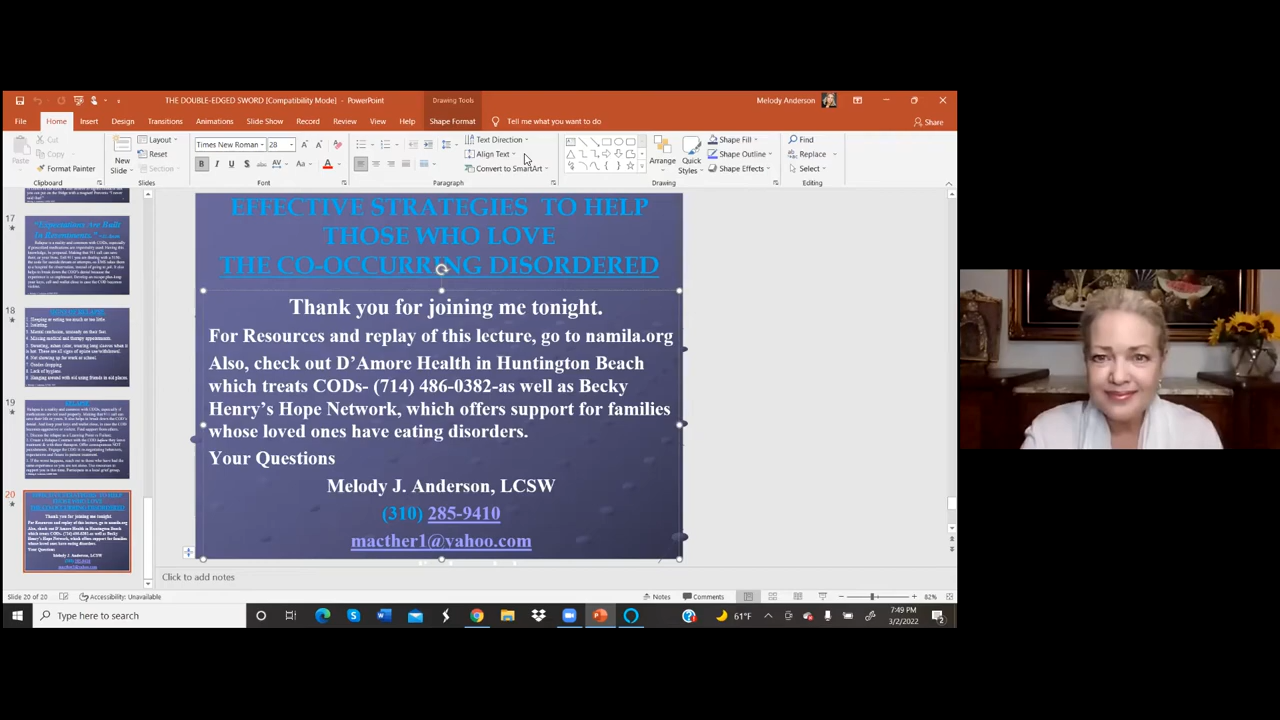 THE DOUBLE-EDGED SWORD [Compatibility Mode] - PowerPoint
Drawing Tools
Melody Anderson
File Home Insert Design Transitions Animations Slide Show Record Review View Help Shape Format Tell me what you want to do
Share
Paste
Cut
Copy
Format Painter
Clipboard
New Slide
Layout
Reset
Section
Slides
Times New Roman 28
Font
Text Direction
Align Text
Convert to SmartArt
Paragraph
Arrange
Quick Styles
Shape Fill
Shape Outline
Shape Effects
Drawing
Find
Replace
Select
Editing
17
18
19
20
EFFECTIVE STRATEGIES TO HELP
THOSE WHO LOVE
THE CO-OCCURRING DISORDERED
Thank you for joining me tonight.
For Resources and replay of this lecture, go to namila.org
Also, check out D'Amore Health in Huntington Beach
which treats CODs- (714) 486-0382-as well as Becky
Henry's Hope Network, which offers support for families
whose loved ones have eating disorders.
Your Questions
Melody J. Anderson, LCSW
(310) 285-9410
macther1@yahoo.com
Click to add notes
Slide 20 of 20
Accessibility: Unavailable
Notes
Comments
82%
Type here to search
61°F
7:49 PM
3/2/2022